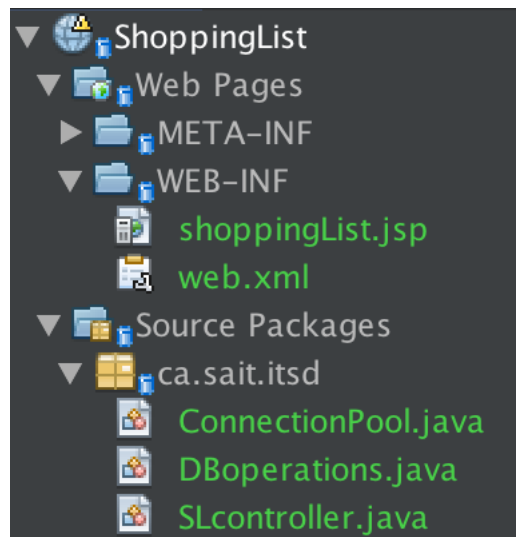 ShoppingList
Web Pages
META-INF
WEB-INF
shoppingList.jsp
web.xml
Source Packages
ca.sait.itsd
ConnectionPool.java
DBoperations.java
SLcontroller.java